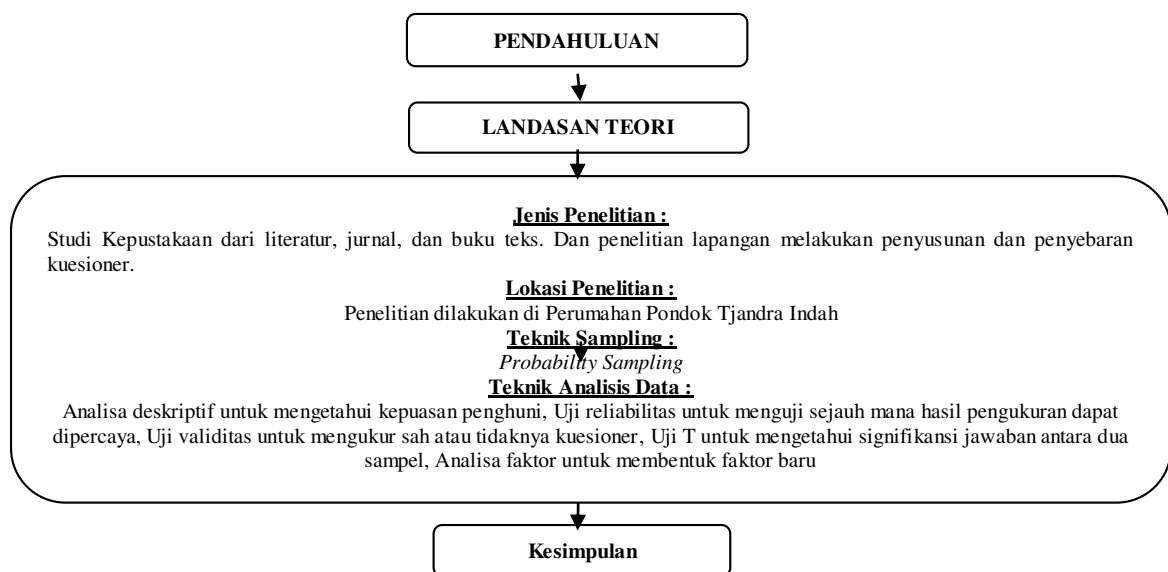 PENDAHULUAN
LANDASAN TEORI
Jenis Penelitian :
Studi Kepustakaan dari literatur, jurnal, dan buku teks. Dan penelitian lapangan melakukan penyusunan dan penyebaran
kuesioner.
Lokasi Penelitian :
Penelitian dilakukan di Perumahan Pondok Tjandra Indah
Teknik Sampling :
Probability Sampling
Teknik Analisis Data :
Analisa deskriptif untuk mengetahui kepuasan penghuni, Uji reliabilitas untuk menguji sejauh mana hasil pengukuran dapat
dipercaya, Uji validitas untuk mengukur sah atau tidaknya kuesioner, Uji T untuk mengetahui signifikansi jawaban antara dua
sampel, Analisa faktor untuk membentuk faktor baru
Kesimpulan